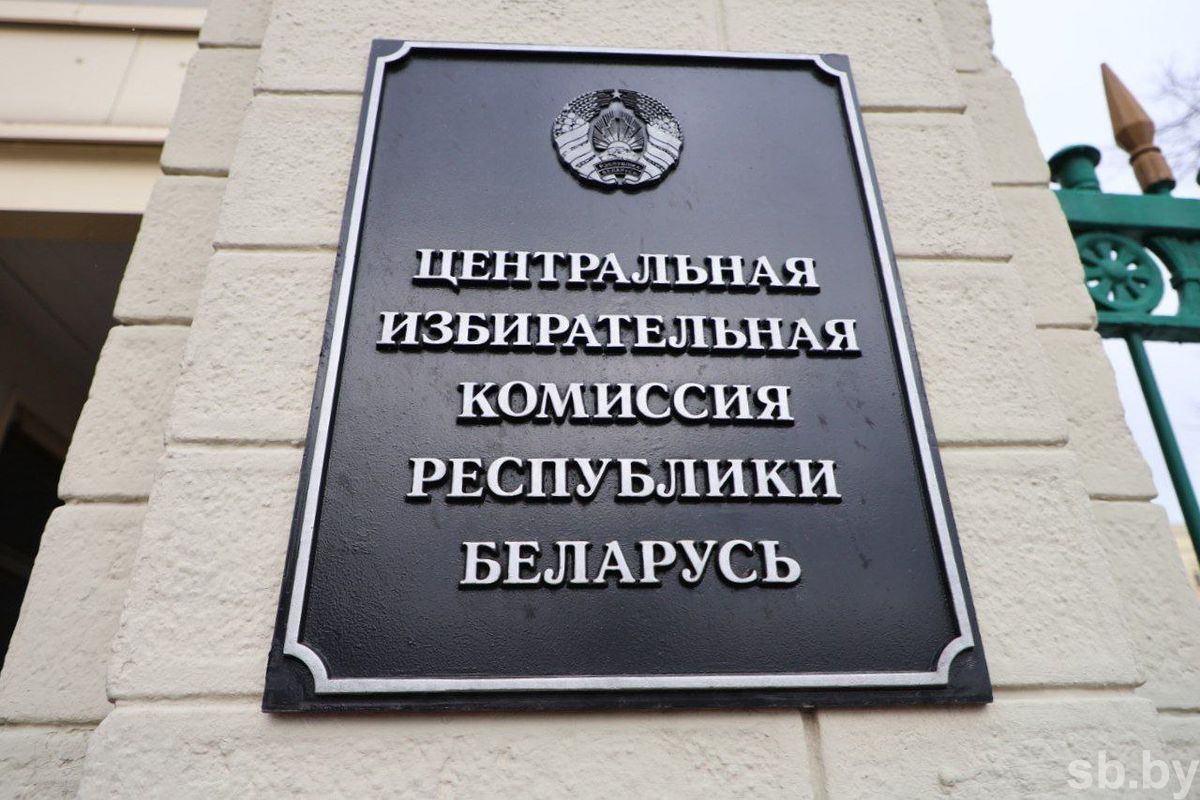 ЦЕНТРАЛЬНАЯ
ИЗБИРАТЕЛЬНАЯ
КОМИССИЯ
РЕСПУБЛИКИ
БЕЛАРУСЬ
sb.by